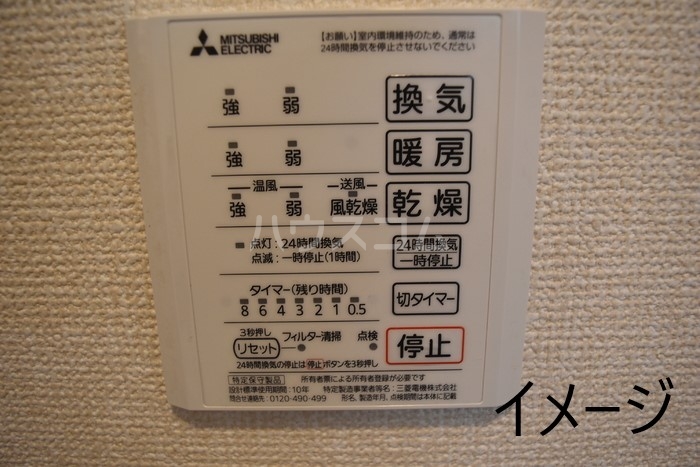 MITSUBISHI
ELECTRIC
【お願い】室内環境維持のため、通常は
24時間換気を停止させないでください
強 弱 換気
強 弱 暖房
温風 送風
強 弱 風乾燥 乾燥
点灯:24時間換気
点滅:一時停止(1時間)
24時間換気
一時停止
タイマー(残り時間)
8 6 4 3 2 1 0.5
切タイマー
3秒押し
リセット フィルター清掃 点検
停止
24時間換気の停止は 停止 ボタンを3秒押し
特定保守製品 所有者票による所有者登録が必要です
設計標準使用期間:10年 特定製造事業者等名:三菱電機株式会社
問合せ連絡先:0120-490-499 形名、製造年月、点検期間は本体に記載
ハウスコム
イメージ